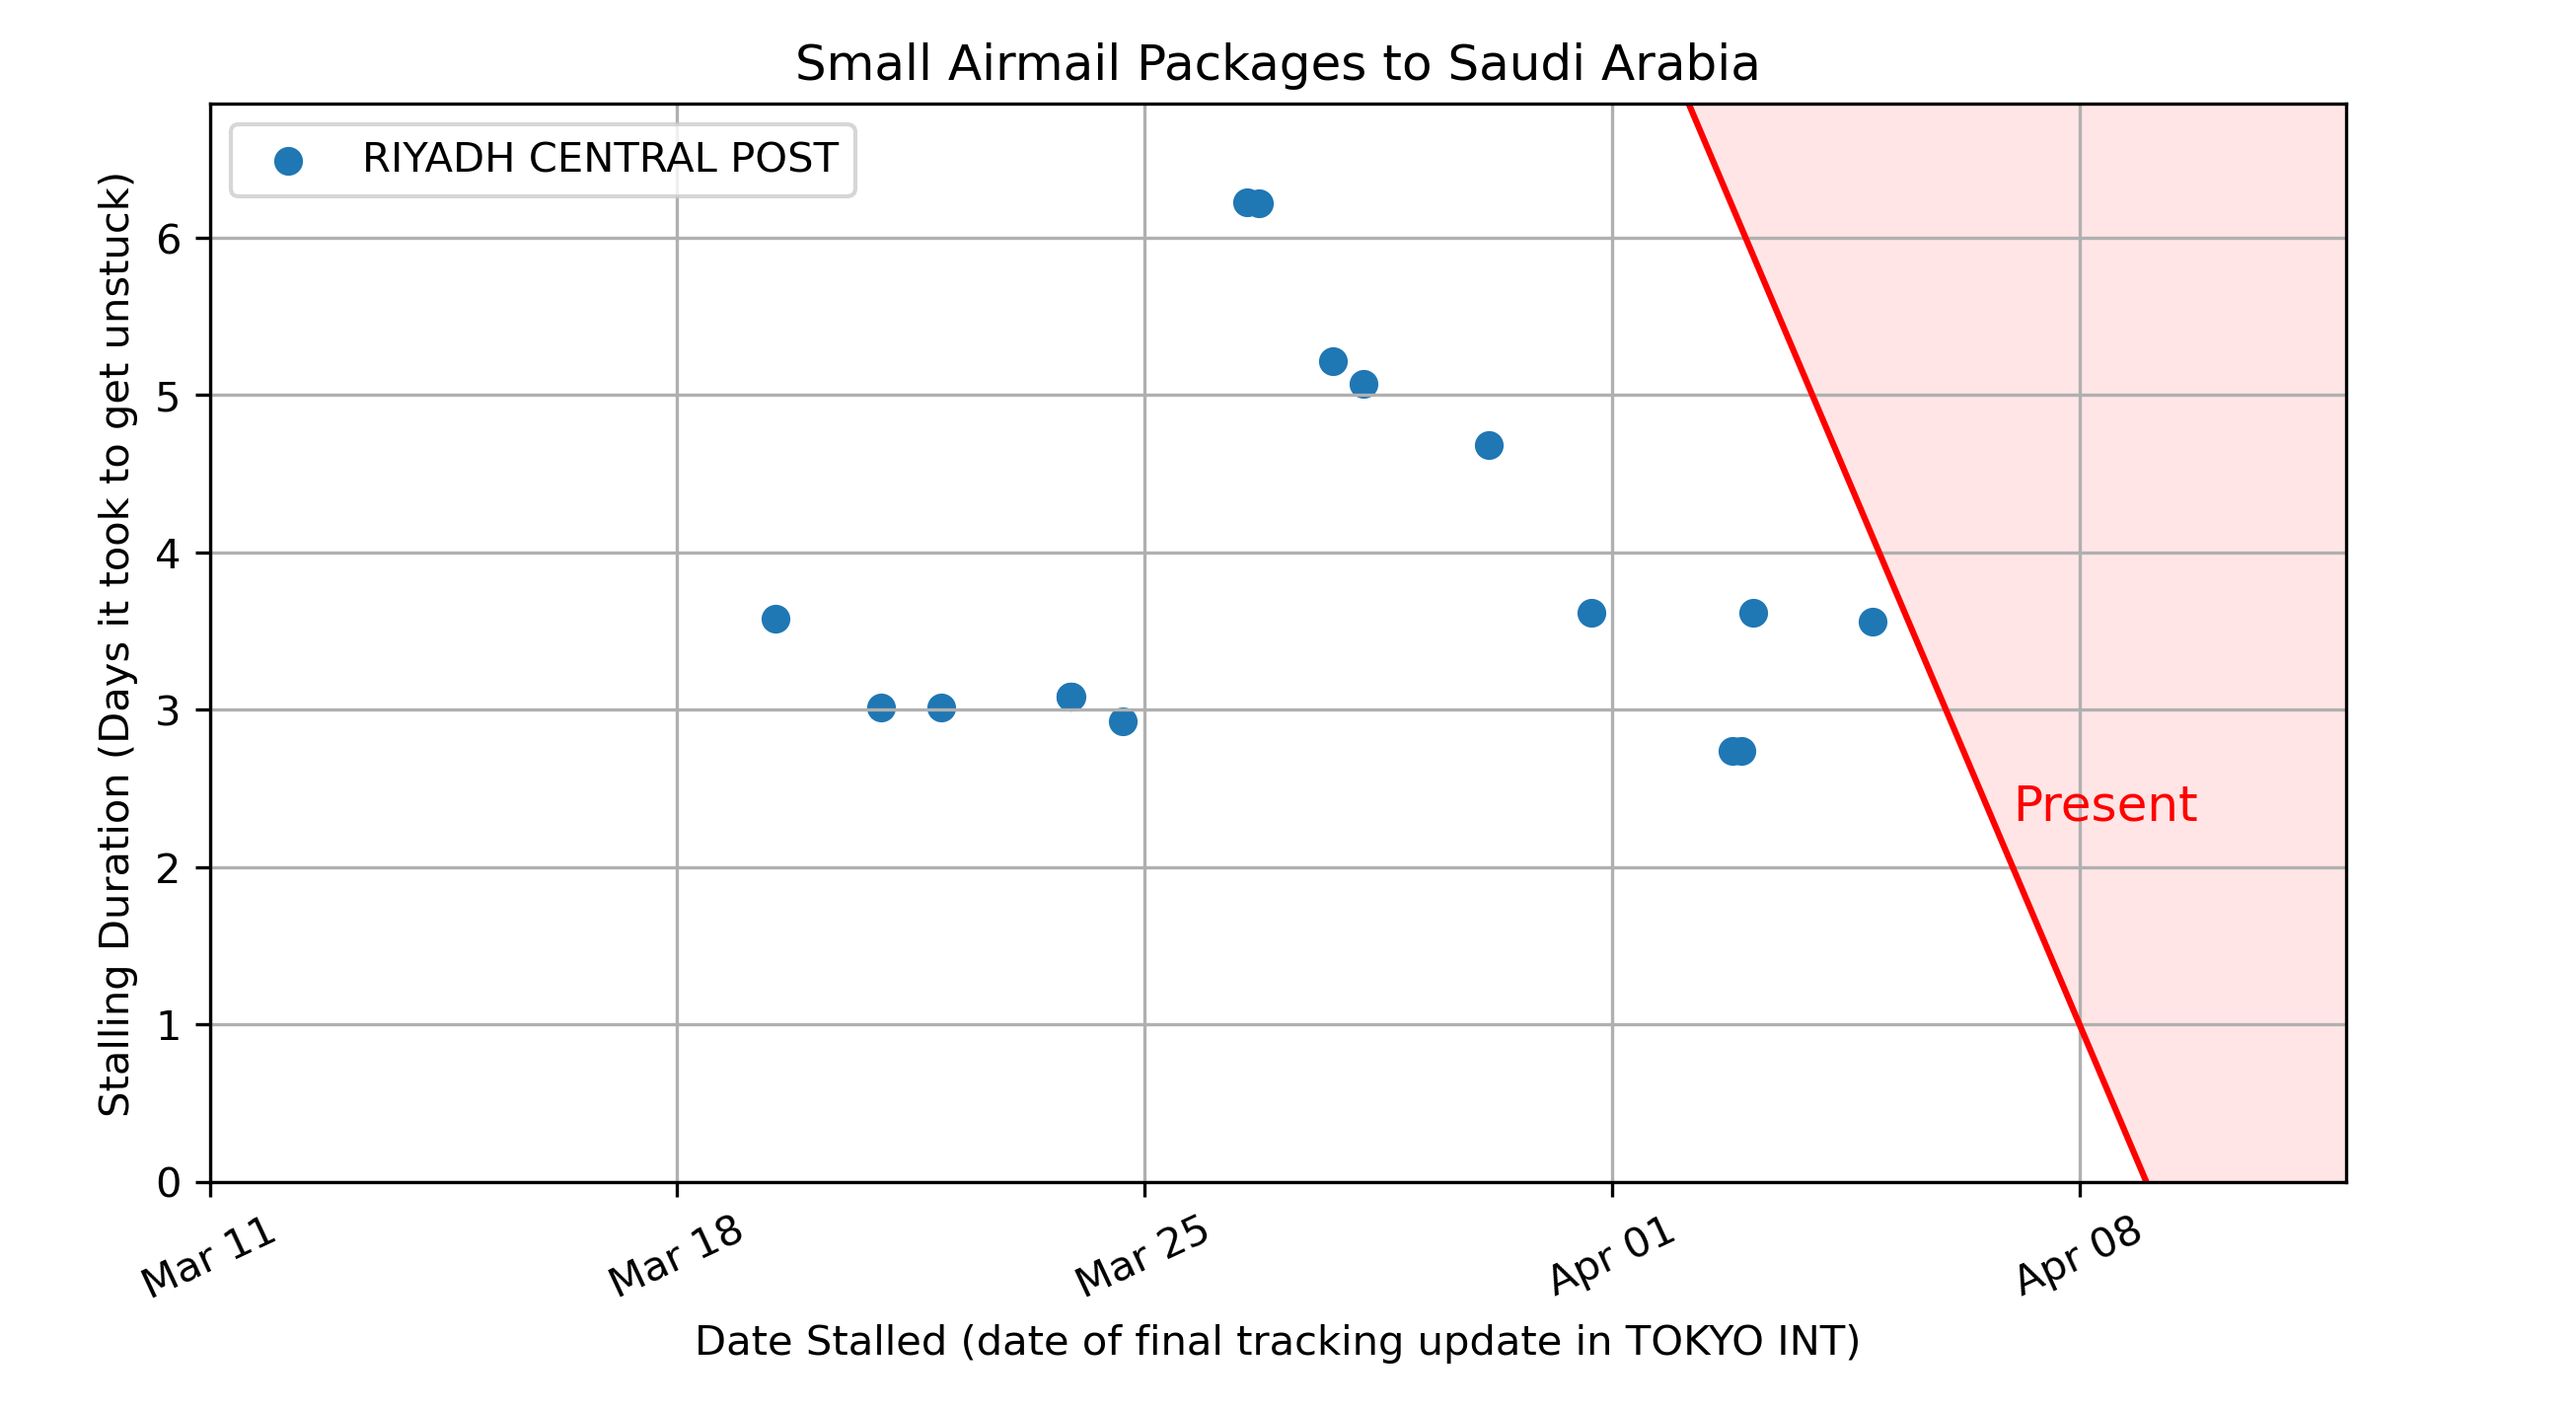 Small Airmail Packages to Saudi Arabia
RIYADH CENTRAL POST
Stalling Duration (Days it took to get unstuck)
6
5
4
3
2
1
0
Present
Mar 11
Mar 18
Mar 25
Apr 01
Apr 08
Date Stalled (date of final tracking update in TOKYO INT)